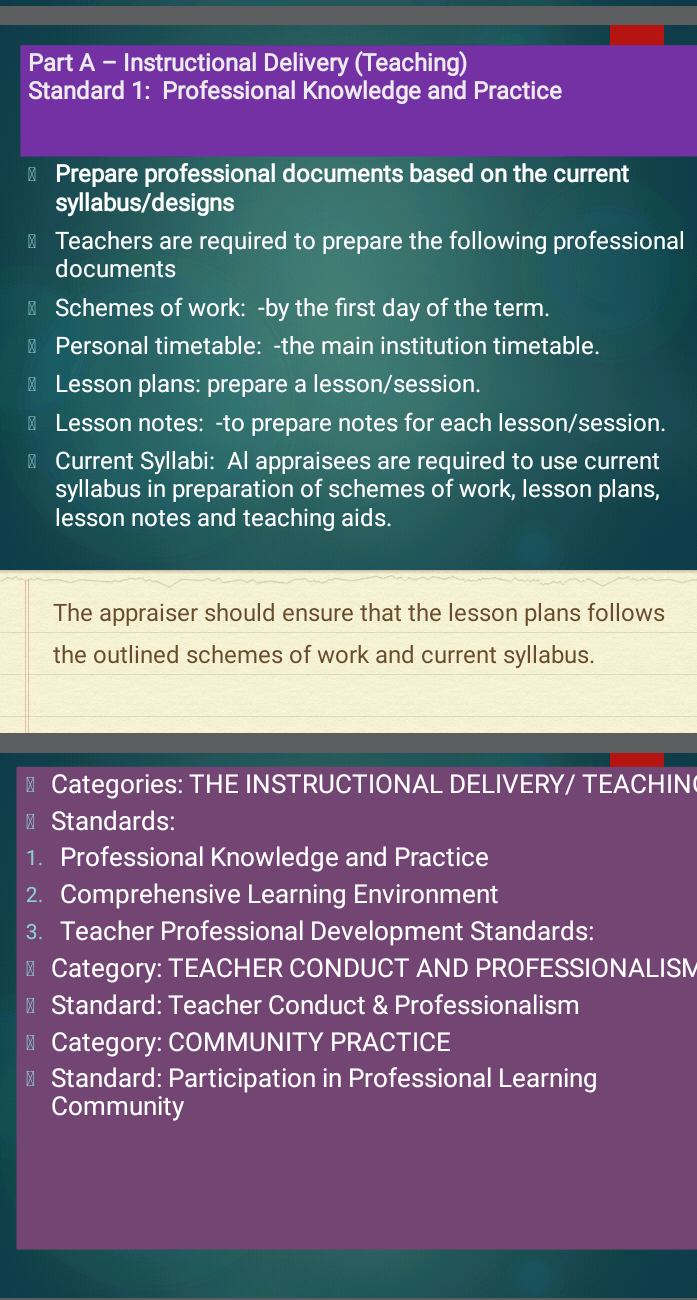 Part A – Instructional Delivery (Teaching)
Standard 1:  Professional Knowledge and Practice
Prepare professional documents based on the current
syllabus/designs
Teachers are required to prepare the following professional
documents
Schemes of work:  -by the first day of the term.
Personal timetable:  -the main institution timetable.
Lesson plans: prepare a lesson/session.
Lesson notes:  -to prepare notes for each lesson/session.
Current Syllabi:  Al appraisees are required to use current
syllabus in preparation of schemes of work, lesson plans,
lesson notes and teaching aids.
The appraiser should ensure that the lesson plans follows
the outlined schemes of work and current syllabus.
Categories: THE INSTRUCTIONAL DELIVERY/ TEACHING
Standards:
1. Professional Knowledge and Practice
2. Comprehensive Learning Environment
3. Teacher Professional Development Standards:
Category: TEACHER CONDUCT AND PROFESSIONALISM
Standard: Teacher Conduct & Professionalism
Category: COMMUNITY PRACTICE
Standard: Participation in Professional Learning
Community